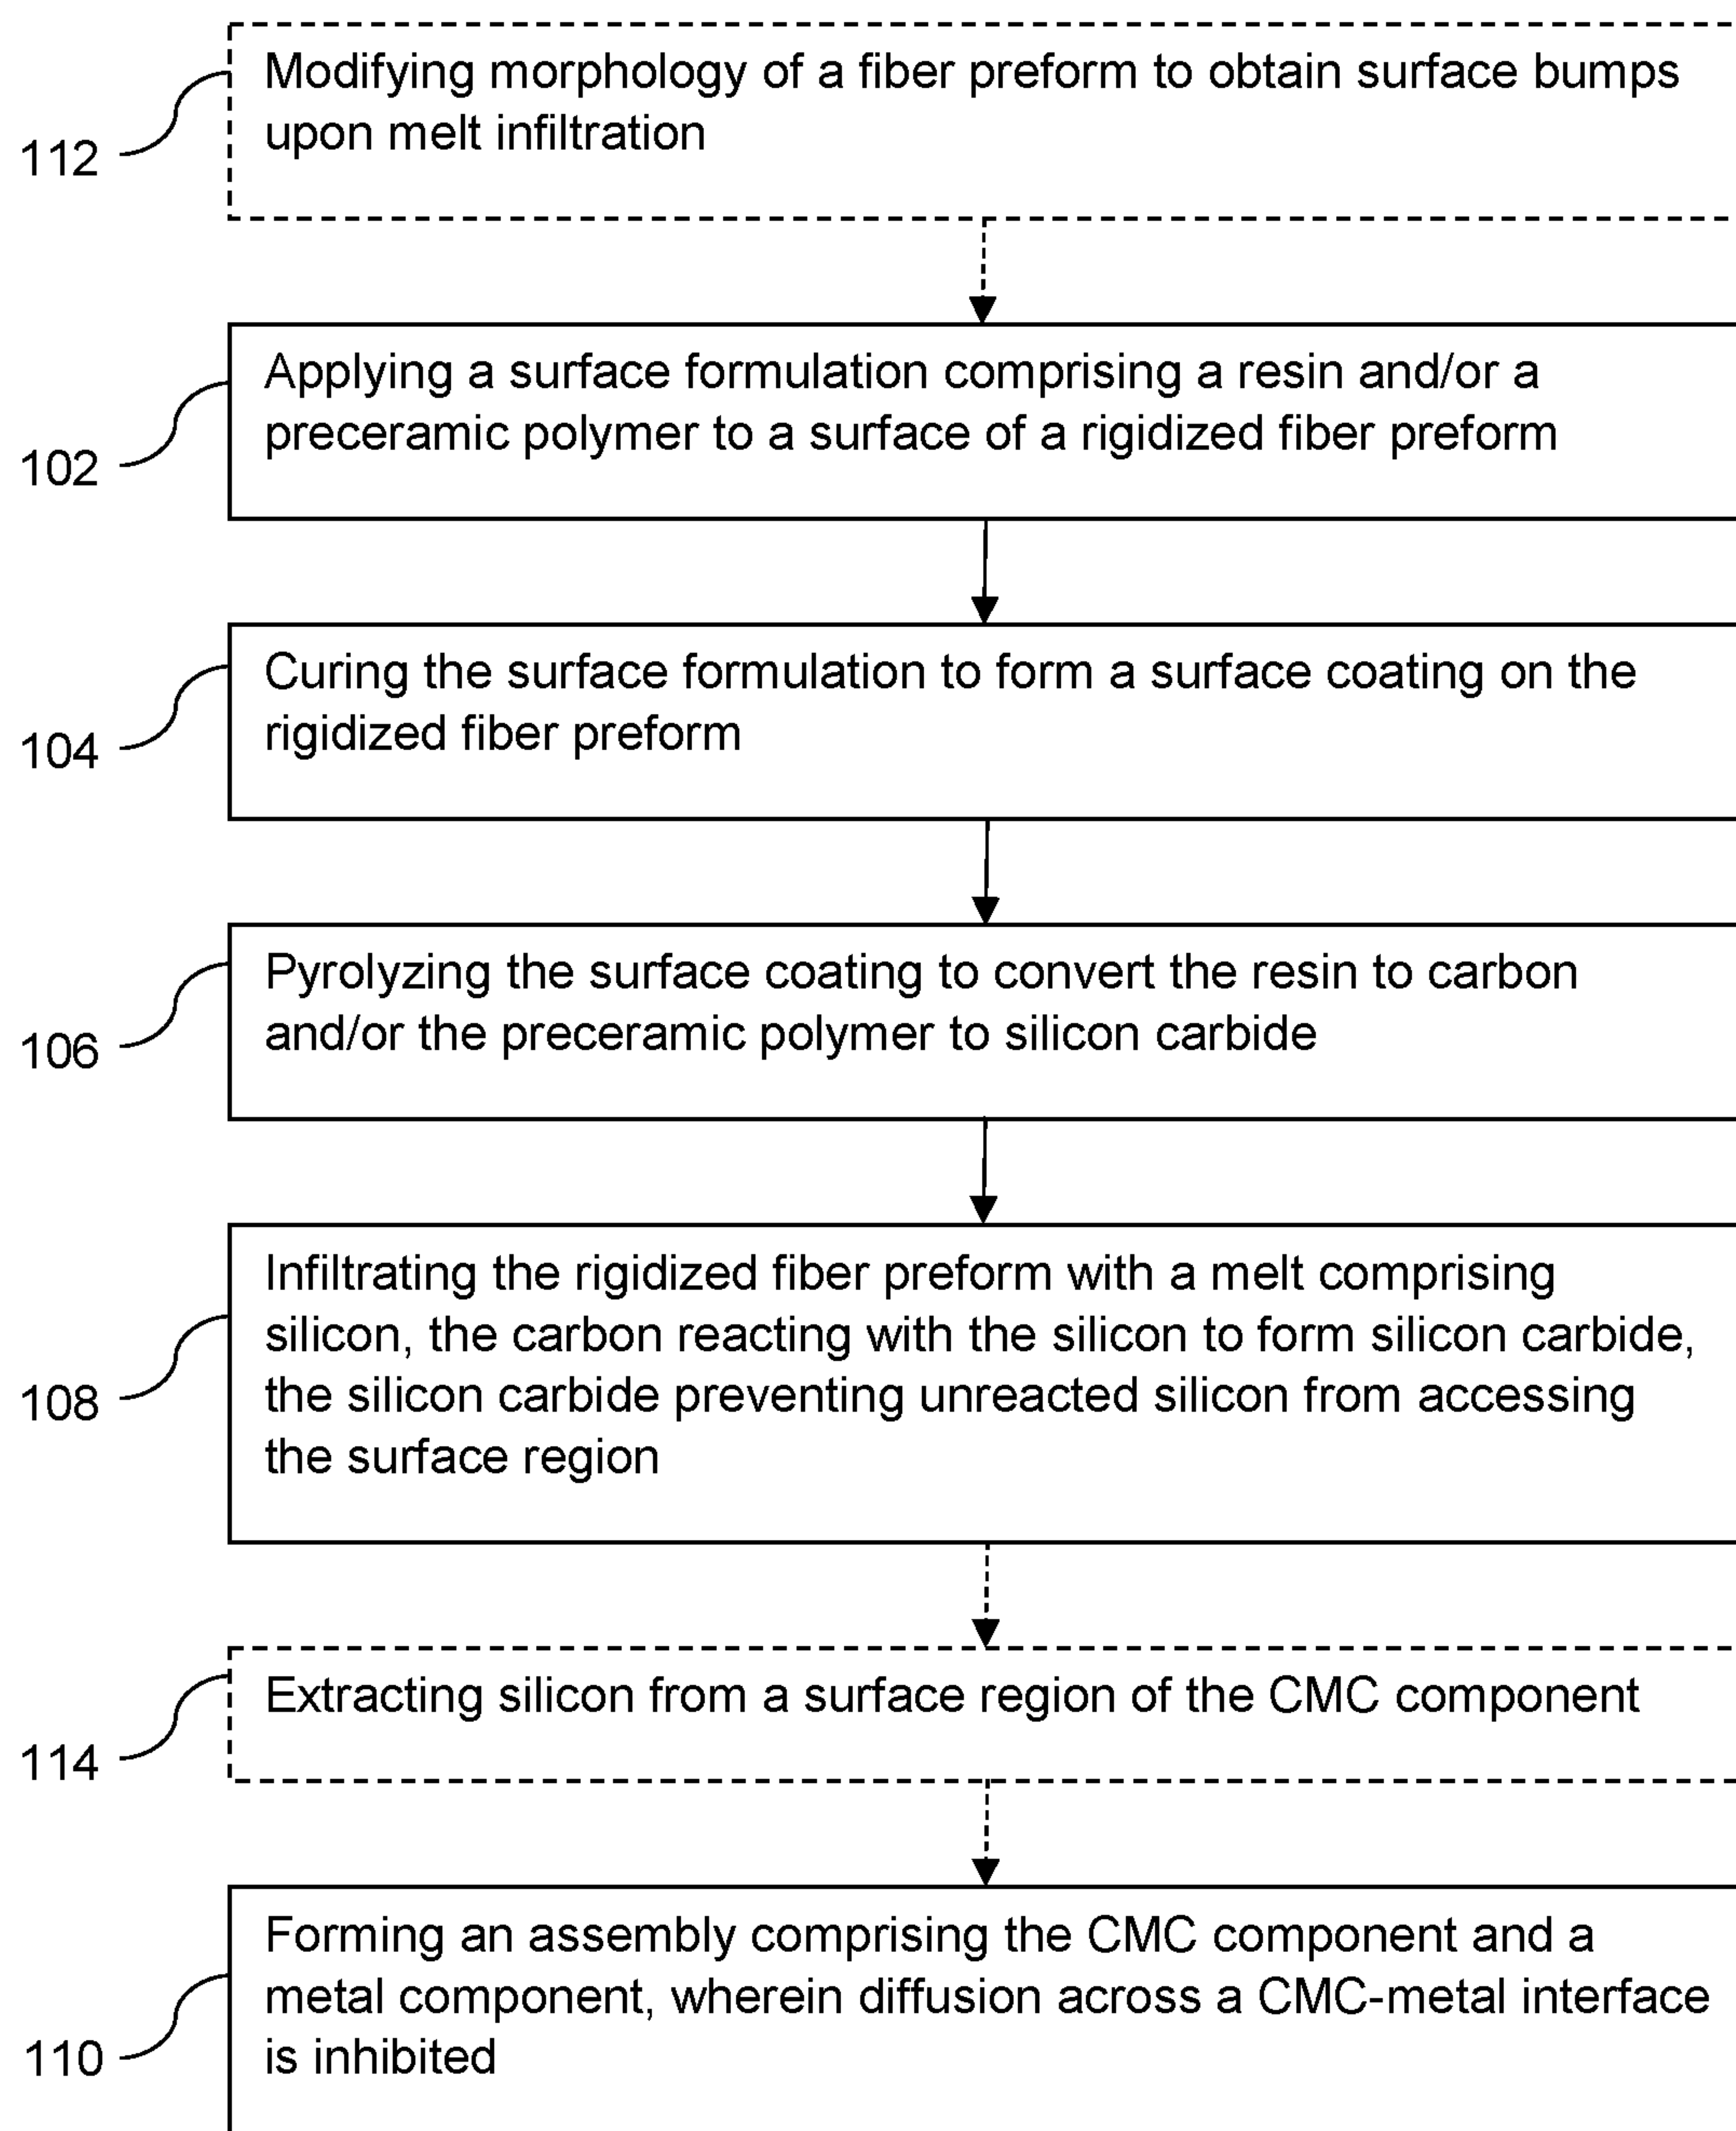 Modifying morphology of a fiber preform to obtain surface bumps
upon melt infiltration
112
Applying a surface formulation comprising a resin and/or a
preceramic polymer to a surface of a rigidized fiber preform
102
Curing the surface formulation to form a surface coating on the
rigidized fiber preform
104
Pyrolyzing the surface coating to convert the resin to carbon
and/or the preceramic polymer to silicon carbide
106
Infiltrating the rigidized fiber preform with a melt comprising
silicon, the carbon reacting with the silicon to form silicon carbide,
the silicon carbide preventing unreacted silicon from accessing
the surface region
108
Extracting silicon from a surface region of the CMC component
114
Forming an assembly comprising the CMC component and a
metal component, wherein diffusion across a CMC-metal interface
is inhibited
110